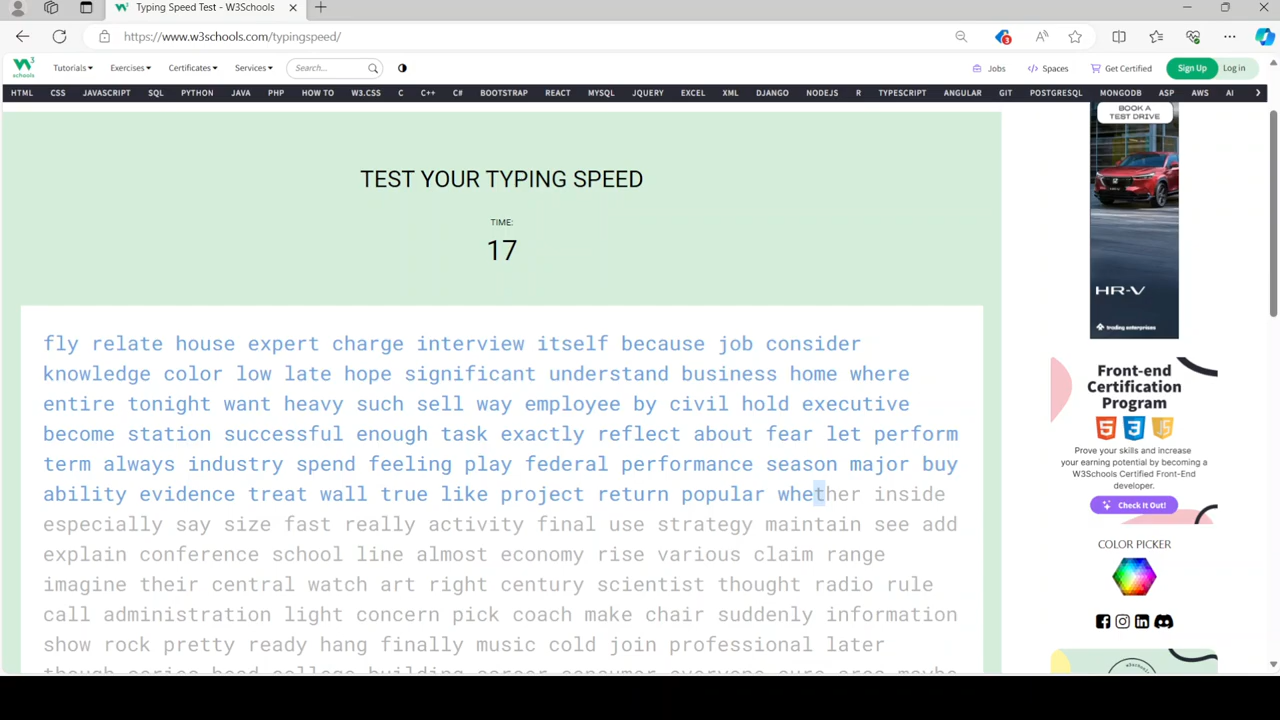 Typing Speed Test - W3Schools
https://www.w3schools.com/typingspeed/
3
W3 schools
Tutorials Exercises Certificates Services Search... Jobs Spaces Get Certified Sign Up Log in
HTML CSS JAVASCRIPT SQL PYTHON JAVA PHP HOW TO W3.CSS C C++ C# BOOTSTRAP REACT MYSQL JQUERY EXCEL XML DJANGO NODEJS R TYPESCRIPT ANGULAR GIT POSTGRESQL MONGODB ASP AWS AI
BOOK A
TEST DRIVE
TEST YOUR TYPING SPEED
TIME:
17
HR-V
trading enterprises
fly relate house expert charge interview itself because job consider
knowledge color low late hope significant understand business home where
entire tonight want heavy such sell way employee by civil hold executive
become station successful enough task exactly reflect about fear let perform
term always industry spend feeling play federal performance season major buy
ability evidence treat wall true like project return popular whether inside
especially say size fast really activity final use strategy maintain see add
explain conference school line almost economy rise various claim range
imagine their central watch art right century scientist thought radio rule
call administration light concern pick coach make chair suddenly information
show rock pretty ready hang finally music cold join professional later
Front-end
Certification
Program
5 3 JS
Prove your skills and increase
your earning potential by becoming a
W3Schools Certified Front-End
developer.
Check It Out!
COLOR PICKER